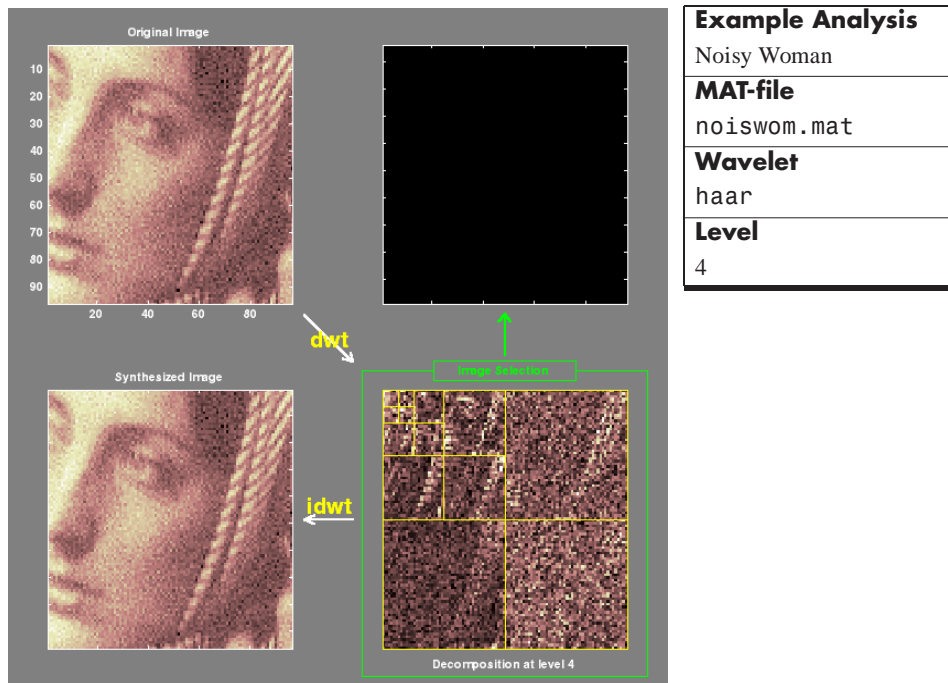 Original Image
10
20
30
40
50
60
70
80
90
20 40 60 80
dwt
Synthesized Image
Image Selection
idwt
Decomposition at level 4
Example Analysis
Noisy Woman
MAT-file
noiswom.mat
Wavelet
haar
Level
4